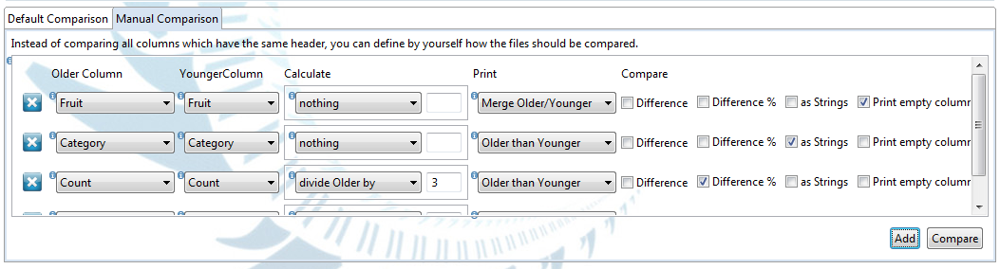 Default Comparison Manual Comparison
Instead of comparing all columns which have the same header, you can define by yourself how the files should be compared.
Older Column YoungerColumn Calculate Print Compare
Fruit Fruit nothing Merge Older/Younger Difference Difference % as Strings Print empty columr
Category Category nothing Older than Younger Difference Difference % as Strings Print empty columr
Count Count divide Older by 3 Older than Younger Difference Difference % as Strings Print empty columr
Add Compare